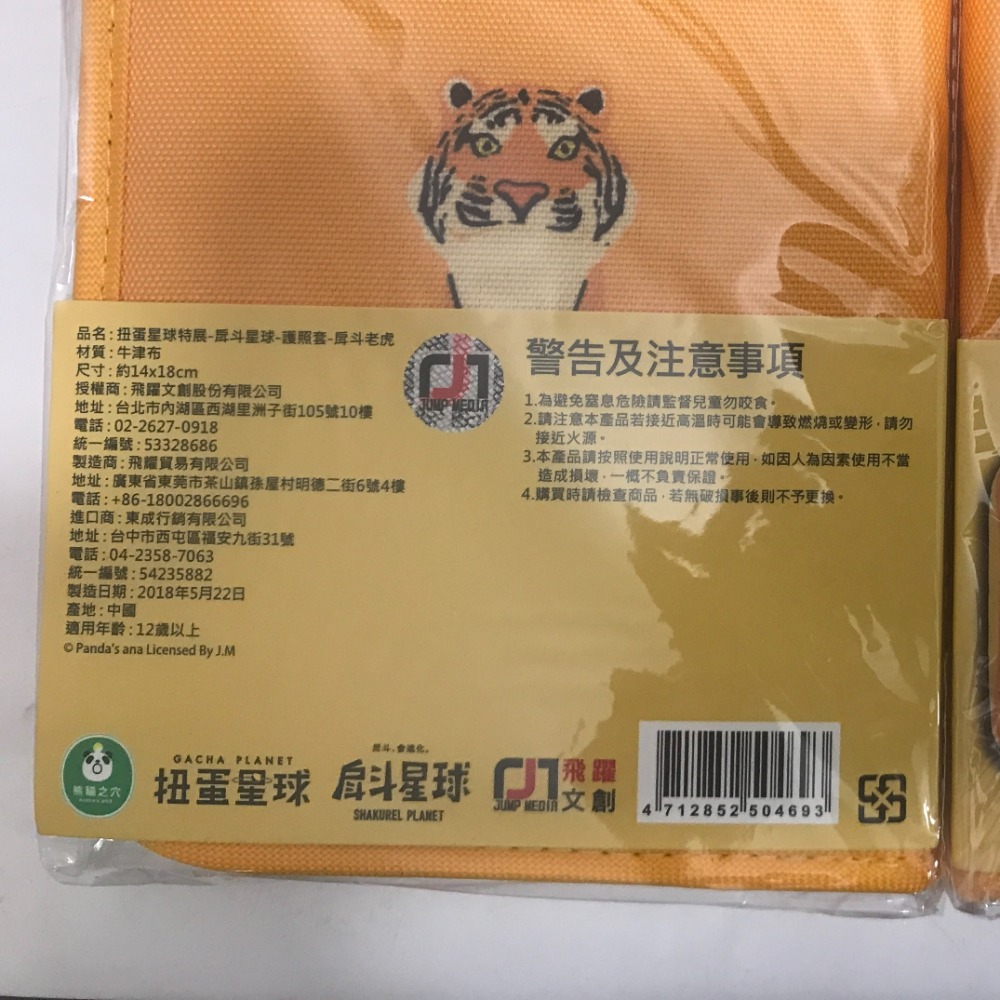 品名:扭蛋星球特展-戽斗星球-護照套-戽斗老虎
材質:牛津布
尺寸:約14x18cm
授權商:飛躍文創股份有限公司
地址:台北市內湖區西湖里洲子街105號10樓
電話:02-2627-0918
統一編號:53328686
製造商:飛耀貿易有限公司
地址:廣東省東莞市茶山鎮孫屋村明德二街6號4樓
電話:+86-18002866696
進口商:東成行銷有限公司
地址:台中市西屯區福安九街31號
電話:04-2358-7063
統一編號:54235882
製造日期:2018年5月22日
產地:中國
適用年齡:12歲以上
© Panda's ana Licensed By J.M
JUMP MEDIA
警告及注意事項
1.為避免窒息危險請監督兒童勿咬食。
2.請注意本產品若接近高溫時可能會導致燃燒或變形,請勿
接近火源。
3.本產品請按照使用說明正常使用,如因人為因素使用不當
造成損壞,一概不負責保證。
4.購買時請檢查商品,若無破損事後則不予更換。
熊貓之穴
GACHA PLANET
扭蛋星球
戽斗,會進化。
戽斗星球
SHAKUREL PLANET
JUMP MEDIA
飛躍
文創
4 712852 504693